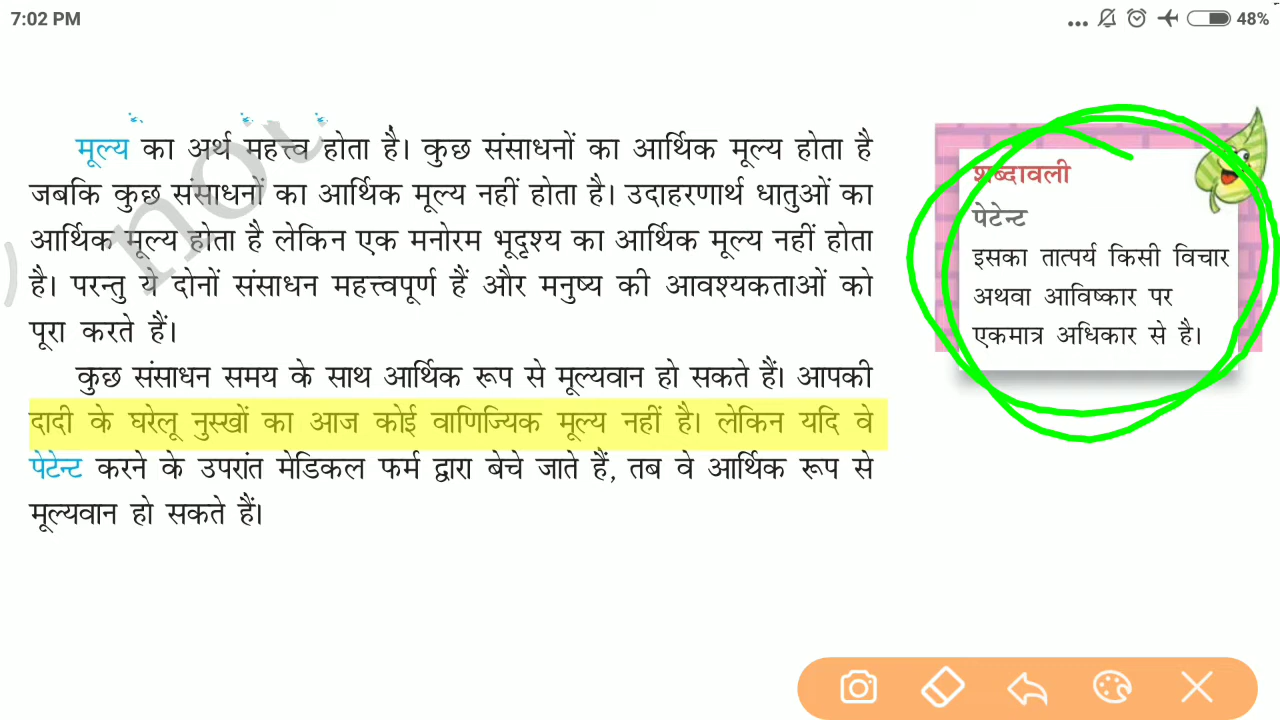 7:02 PM
48%
not
मूल्य का अर्थ महत्त्व होता है। कुछ संसाधनों का आर्थिक मूल्य होता है
जबकि कुछ संसाधनों का आर्थिक मूल्य नहीं होता है। उदाहरणार्थ धातुओं का
आर्थिक मूल्य होता है लेकिन एक मनोरम भूदृश्य का आर्थिक मूल्य नहीं होता
है। परन्तु ये दोनों संसाधन महत्त्वपूर्ण हैं और मनुष्य की आवश्यकताओं को
पूरा करते हैं।
कुछ संसाधन समय के साथ आर्थिक रूप से मूल्यवान हो सकते हैं। आपकी
दादी के घरेलू नुस्खों का आज कोई वाणिज्यिक मूल्य नहीं है। लेकिन यदि वे
पेटेन्ट करने के उपरांत मेडिकल फर्म द्वारा बेचे जाते हैं, तब वे आर्थिक रूप से
मूल्यवान हो सकते हैं।
शब्दावली
पेटेन्ट
इसका तात्पर्य किसी विचार
अथवा आविष्कार पर
एकमात्र अधिकार से है।